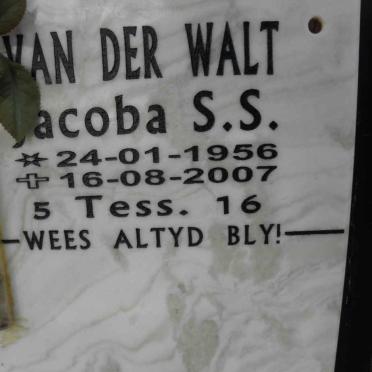 VAN DER WALT
Jacoba S.S.
24-01-1956
16-08-2007
5 Tess. 16
—WEES ALTYD BLY!—